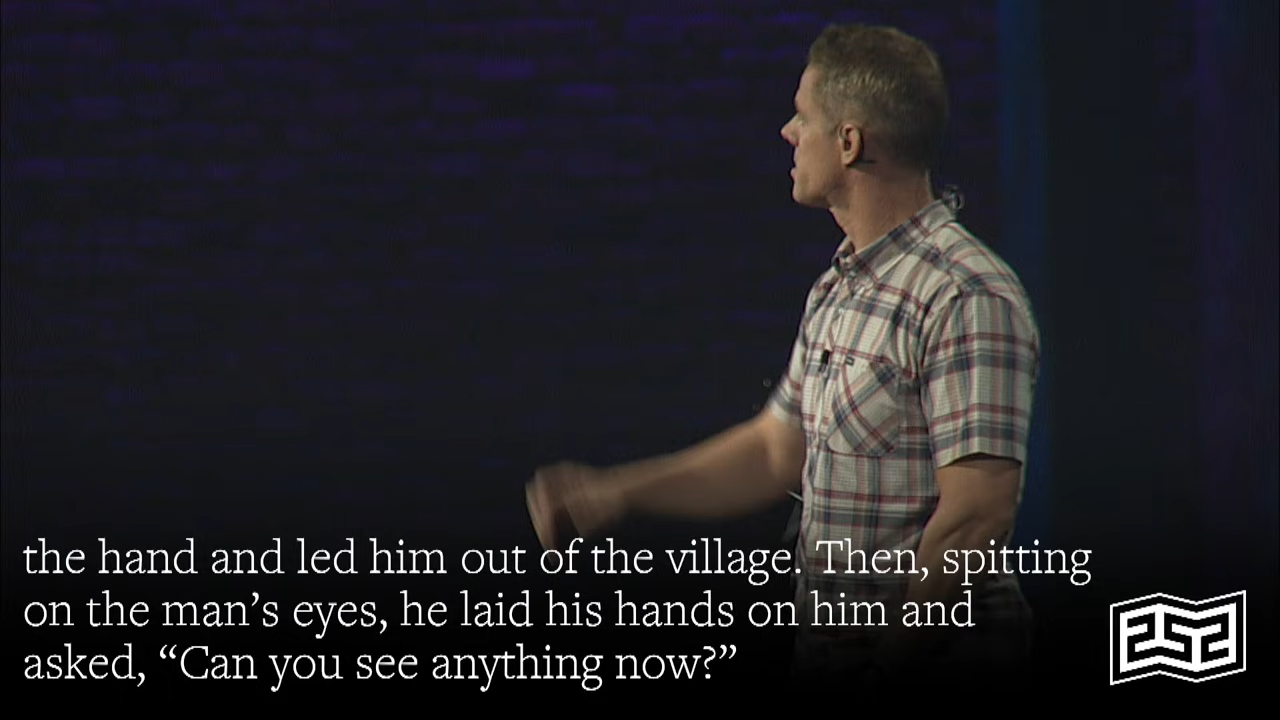 the hand and led him out of the village. Then, spitting
on the man’s eyes, he laid his hands on him and
asked, “Can you see anything now?”